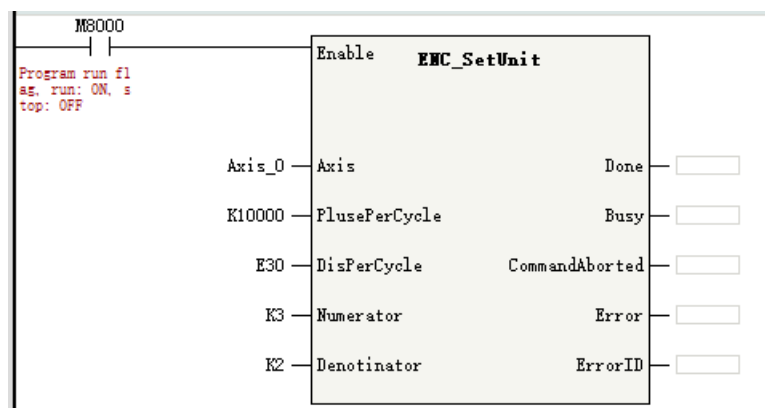 M8000
Enable
ENC_SetUnit
Program run fl
ag, run: ON, s
top: OFF
Axis_0
Axis
Done
K10000
PlusePerCycle
Busy
E30
DisPerCycle
CommandAborted
K3
Numerator
Error
K2
Denotinator
ErrorID